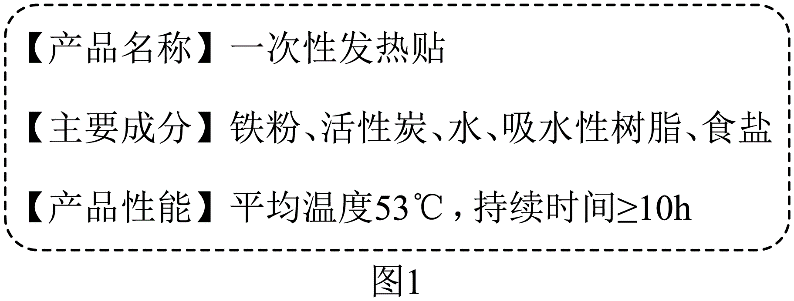 【产品名称】一次性发热贴
【主要成分】铁粉、活性炭、水、吸水性树脂、食盐
【产品性能】平均温度53℃，持续时间≥10h
图1